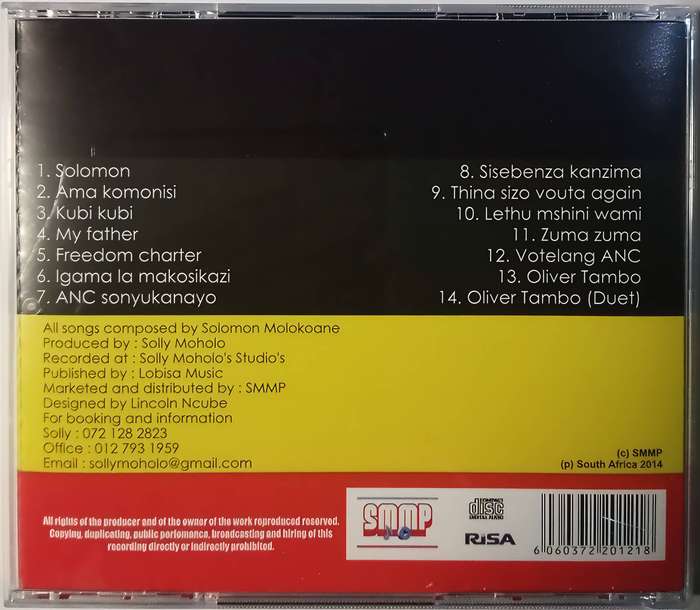 1. Solomon
2. Ama komonisi
3. Kubi kubi
4. My father
5. Freedom charter
6. Igama la makosikazi
7. ANC sonyukanayo
8. Sisebenza kanzima
9. Thina sizo vouta again
10. Lethu mshini wami
11. Zuma zuma
12. Votelang ANC
13. Oliver Tambo
14. Oliver Tambo (Duet)
All songs composed by Solomon Molokoane
Produced by : Solly Moholo
Recorded at : Solly Moholo's Studio's
Published by : Lobisa Music
Marketed and distributed by : SMMP
Designed by Lincoln Ncube
For booking and information
Solly : 072 128 2823
Office : 012 793 1959
Email : sollymoholo@gmail.com
(c) SMMP
(p) South Africa 2014
All rights of the producer and of the owner of the work roproduced reserved.
Copying, duplicating, public perfomance, broadcasting and hiring of this
recording directly or indirectly prohibited.
SMMP
COMPACT
disc
DIGITAL AUDIO
RiSA
6 060372 201218